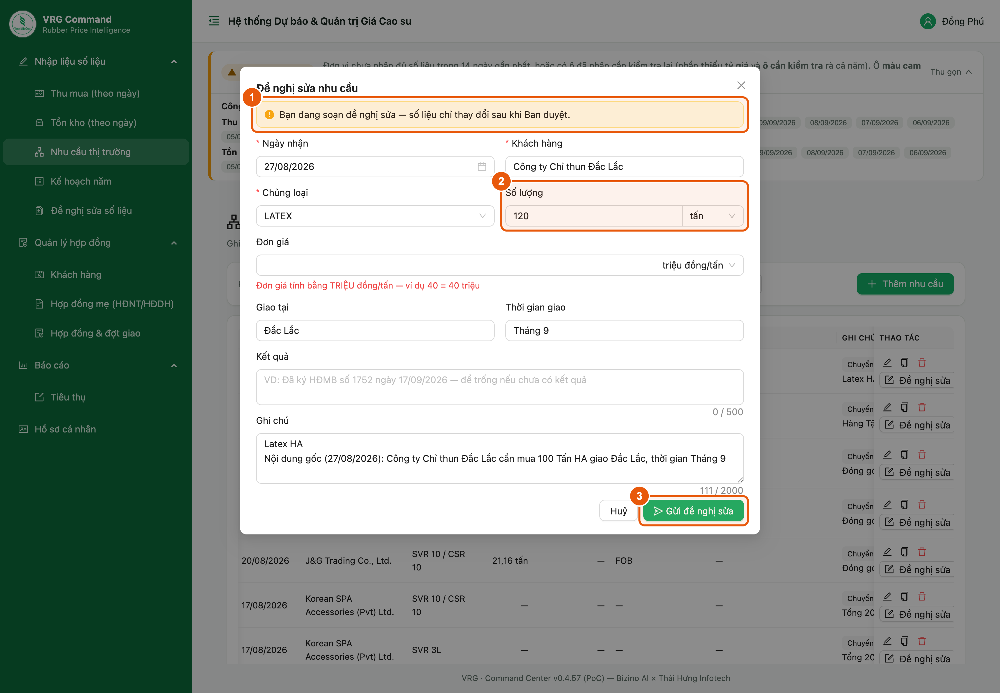 VRG Command
Rubber Price Intelligence
Hệ thống Dự báo & Quản trị Giá Cao su
Đồng Phú
Nhập liệu số liệu
Thu mua (theo ngày)
Tồn kho (theo ngày)
Nhu cầu thị trường
Kế hoạch năm
Đề nghị sửa số liệu
Quản lý hợp đồng
Khách hàng
Hợp đồng mẹ (HĐNT/HĐDH)
Hợp đồng & đợt giao
Báo cáo
Tiêu thụ
Hồ sơ cá nhân
Đơn vị chưa nhập đủ số liệu trong 14 ngày gần nhất, hoặc có ô đã nhập cần kiểm tra lại (phần thiếu tỷ giá và ô cần kiểm tra rà cả năm). Ô màu cam
Thu gọn
Thu
09/09/2026 08/09/2026 07/09/2026 06/09/2026
Tồn
9/09/2026 08/09/2026 07/09/2026 06/09/2026
Đề nghị sửa nhu cầu
1
Bạn đang soạn đề nghị sửa — số liệu chỉ thay đổi sau khi Ban duyệt.
* Ngày nhận
27/08/2026
* Khách hàng
Công ty Chỉ thun Đắc Lắc
* Chủng loại
LATEX
2
Số lượng
120 tấn
Đơn giá
triệu đồng/tấn
Đơn giá tính bằng TRIỆU đồng/tấn — ví dụ 40 = 40 triệu
Giao tại
Đắc Lắc
Thời gian giao
Tháng 9
Kết quả
VD: Đã ký HĐMB số 1752 ngày 17/09/2026 — để trống nếu chưa có kết quả
0 / 500
Ghi chú
Latex HA
Nội dung gốc (27/08/2026): Công ty Chỉ thun Đắc Lắc cần mua 100 Tấn HA giao Đắc Lắc, thời gian Tháng 9
111 / 2000
Huỷ
3
Gửi đề nghị sửa
Ghi
Thêm nhu cầu
GHI CHÚ THAO TÁC
Chuyển
Latex HA
Đề nghị sửa
Chuyển
Hàng
Đề nghị sửa
Chuyển
Đóng
Đề nghị sửa
Chuyển
Đóng
Đề nghị sửa
20/08/2026 J&G Trading Co., Ltd. SVR 10 / CSR 10 21,16 tấn — FOB — Chuyển
Đóng
Đề nghị sửa
17/08/2026 Korean SPA Accessories (Pvt) Ltd. SVR 10 / CSR 10 — — — — Chuyển
Tổng 20
Đề nghị sửa
17/08/2026 Korean SPA Accessories (Pvt) Ltd. SVR 3L — — — — Chuyển
Tổng 20
Đề nghị sửa
VRG · Command Center v0.4.57 (PoC) — Bizino AI × Thái Hưng Infotech